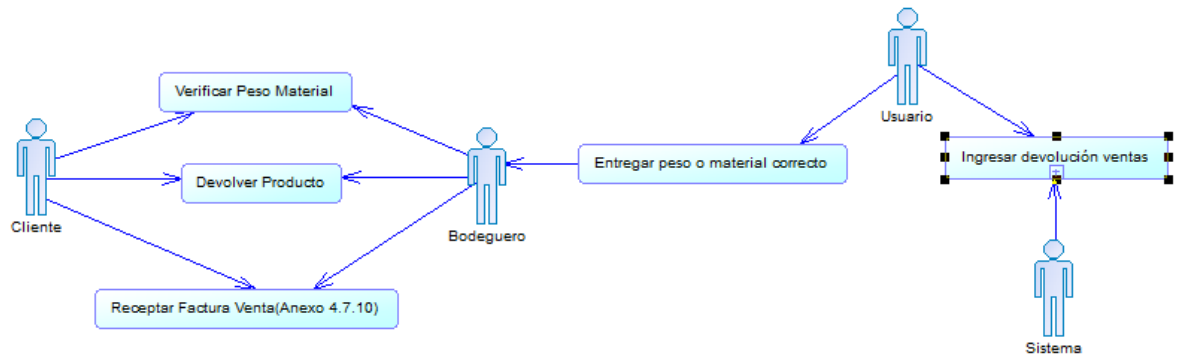 Usuario
Verificar Peso Material
Entregar peso o material correcto
Ingresar devolución ventas
Devolver Producto
Cliente
Bodeguero
Receptar Factura Venta(Anexo 4.7.10)
Sistema